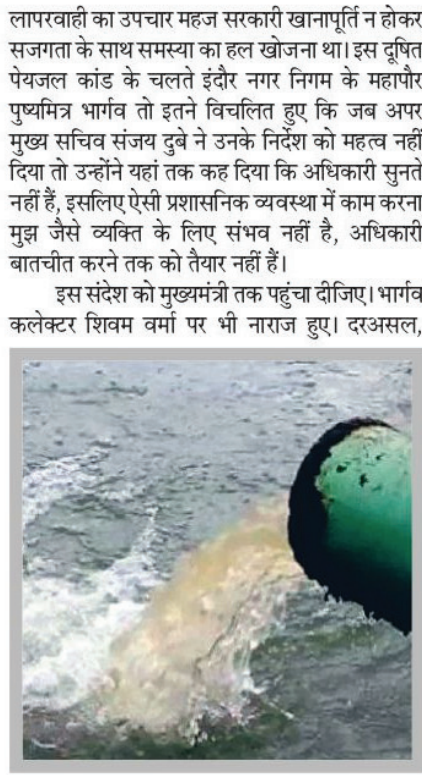 लापरवाही का उपचार महज सरकारी खानापूर्ति न होकर
सजगता के साथ समस्या का हल खोजना था। इस दूषित
पेयजल कांड के चलते इंदौर नगर निगम के महापौर
पुष्यमित्र भार्गव तो इतने विचलित हुए कि जब अपर
मुख्य सचिव संजय दुबे ने उनके निर्देश को महत्व नहीं
दिया तो उन्होंने यहां तक कह दिया कि अधिकारी सुनते
नहीं हैं, इसलिए ऐसी प्रशासनिक व्यवस्था में काम करना
मुझ जैसे व्यक्ति के लिए संभव नहीं है, अधिकारी
बातचीत करने तक को तैयार नहीं हैं।
इस संदेश को मुख्यमंत्री तक पहुंचा दीजिए। भार्गव
कलेक्टर शिवम वर्मा पर भी नाराज हुए। दरअसल,